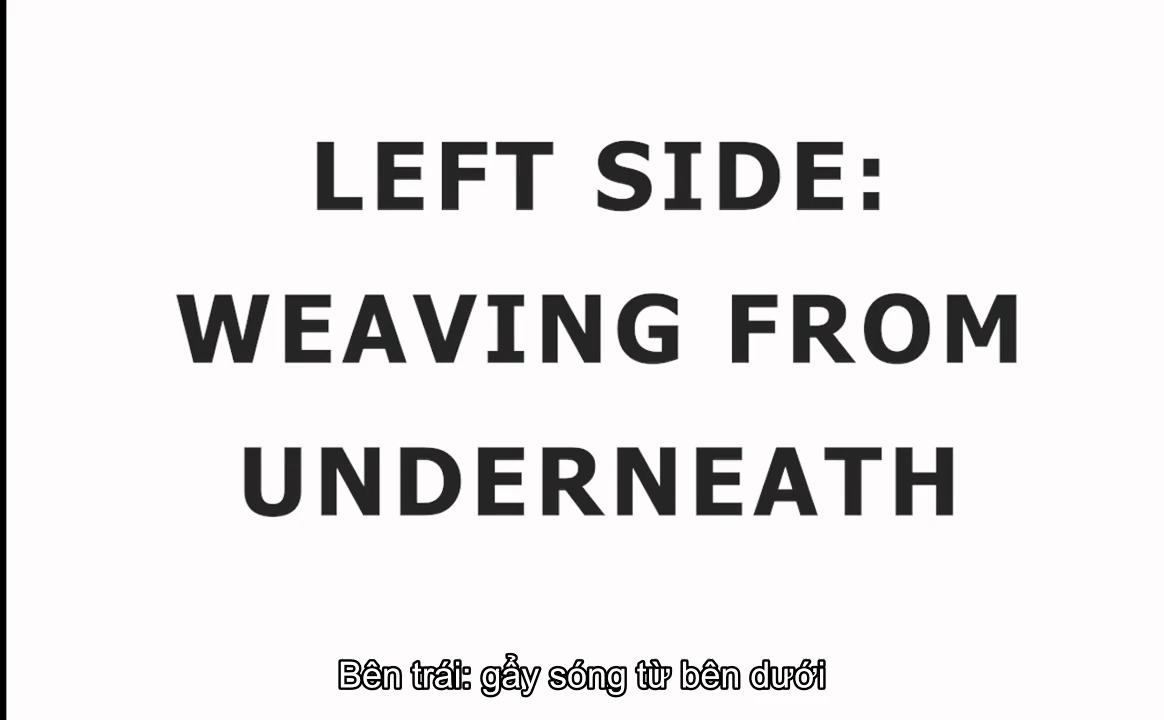 LEFT SIDE:
WEAVING FROM
UNDERNEATH
Bên trái: gẩy sóng từ bên dưới